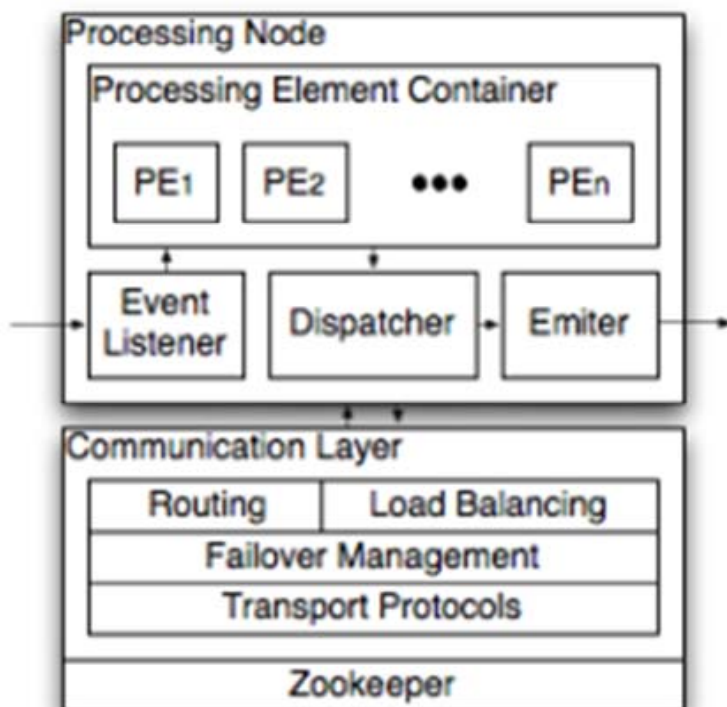 Processing Node
Processing Element Container
PE1 PE2 ••• PEn
Event
Listener
Dispatcher
Emiter
Communication Layer
Routing
Load Balancing
Failover Management
Transport Protocols
Zookeeper